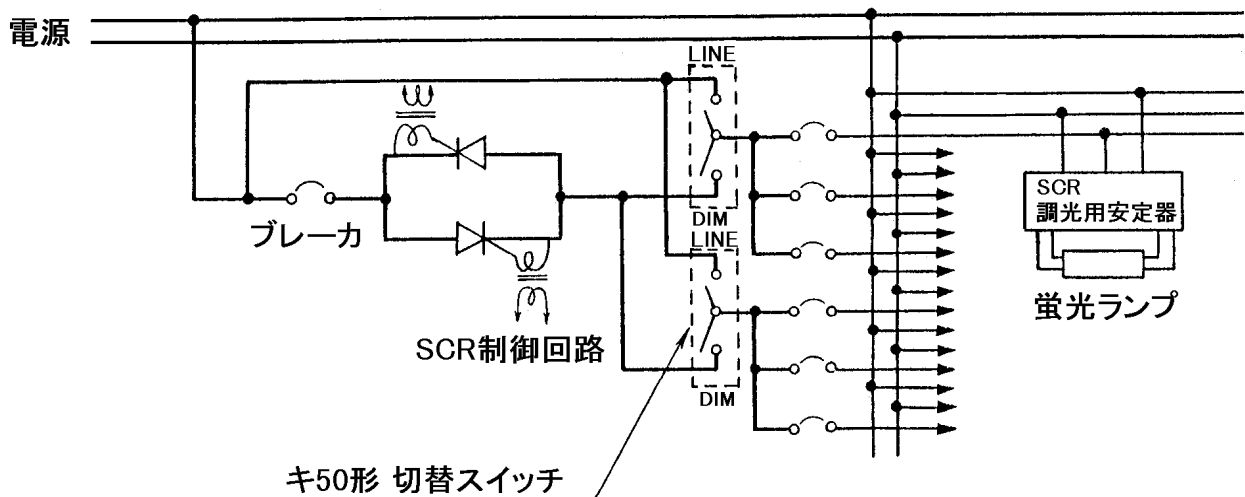 電源
LINE
DIM
LINE
DIM
ブレーカ
SCR制御回路
SCR
調光用安定器
蛍光ランプ
キ50形 切替スイッチ